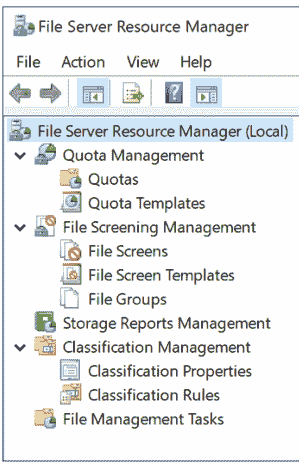 File Server Resource Manager
File Action View Help
File Server Resource Manager (Local)
Quota Management
Quotas
Quota Templates
File Screening Management
File Screens
File Screen Templates
File Groups
Storage Reports Management
Classification Management
Classification Properties
Classification Rules
File Management Tasks